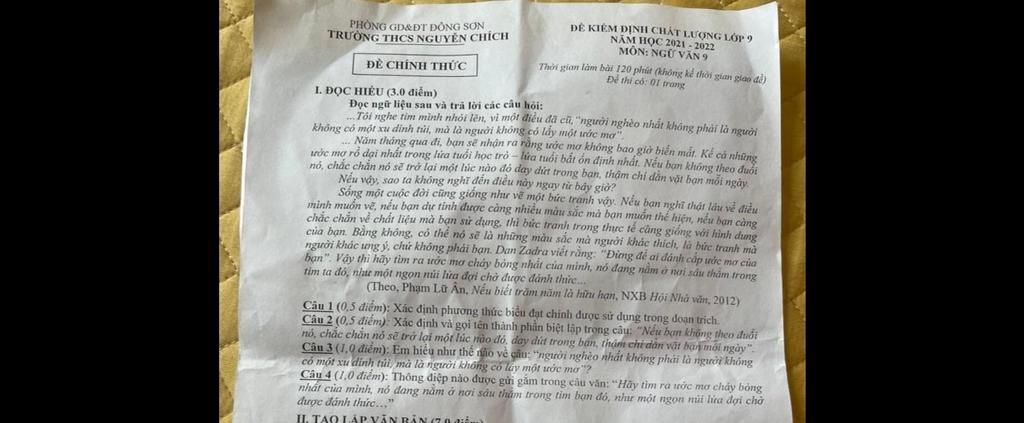 PHÒNG GD&ĐT ĐÔNG SƠN
TRƯỜNG THCS NGUYỄN CHÍCH
ĐỀ CHÍNH THỨC
ĐỀ KIỂM ĐỊNH CHẤT LƯỢNG LỚP 9
NĂM HỌC 2021 - 2022
MÔN: NGỮ VĂN 9
Thời gian làm bài 120 phút (không kể thời gian giao đề)
Đề thi có: 01 trang
I. ĐỌC HIỂU (3.0 điểm)
Đọc ngữ liệu sau và trả lời các câu hỏi:
...Tôi nghe tim mình nhói lên, vì một điều đã cũ, “người nghèo nhất không phải là người
không có một xu dính túi, mà là người không có lấy một ước mơ”.
... Năm tháng qua đi, bạn sẽ nhận ra rằng ước mơ không bao giờ biến mất. Kể cả những
ước mơ rồ dại nhất trong lứa tuổi học trò – lứa tuổi bất ổn định nhất. Nếu bạn không theo đuổi
nó, chắc chắn nó sẽ trở lại một lúc nào đó day dứt trong bạn, thậm chí dằn vặt bạn mỗi ngày.
Nếu vậy, sao ta không nghĩ đến điều này ngay từ bây giờ?
Sống một cuộc đời cũng giống như vẽ một bức tranh vậy. Nếu bạn nghĩ thật lâu về điều
mình muốn vẽ, nếu bạn dự tính được càng nhiều màu sắc mà bạn muốn thể hiện, nếu bạn càng
chắc chắn về chất liệu mà bạn sử dụng, thì bức tranh trong thực tế càng giống với hình dung
của bạn. Bằng không, có thể nó sẽ là những màu sắc mà người khác thích, là bức tranh mà
người khác ưng ý, chứ không phải bạn. Dan Zadra viết rằng: “Đừng để ai đánh cắp ước mơ của
bạn”. Vậy thì hãy tìm ra ước mơ cháy bỏng nhất của mình, nó đang nằm ở nơi sâu thẳm trong
tim ta đó, như một ngọn núi lửa đợi chờ được đánh thức...
(Theo, Phạm Lữ Ân, Nếu biết trăm năm là hữu hạn, NXB Hội Nhà văn, 2012)
Câu 1 (0,5 điểm): Xác định phương thức biểu đạt chính được sử dụng trong đoạn trích.
Câu 2 (0,5 điểm): Xác định và gọi tên thành phần biệt lập trong câu: “Nếu bạn không theo đuổi
nó, chắc chắn nó sẽ trở lại một lúc nào đó, day dứt trong bạn, thậm chí dằn vặt bạn mỗi ngày”.
Câu 3 (1,0 điểm): Em hiểu như thế nào về câu: “người nghèo nhất không phải là người không
có một xu dính túi, mà là người không có lấy một ước mơ”?
Câu 4 (1,0 điểm): Thông điệp nào được gửi gắm trong câu văn: “Hãy tìm ra ước mơ cháy bỏng
nhất của mình, nó đang nằm ở nơi sâu thẳm trong tim bạn đó, như một ngọn núi lửa đợi chờ
được đánh thức...”
II. TẠO LẬP VĂN BẢN (7.0 điểm)